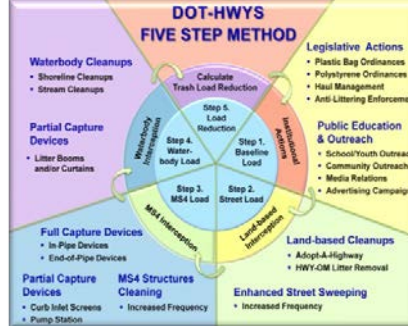 DOT-HWYS
FIVE STEP METHOD
Waterbody Cleanups
• Shoreline Cleanups
• Stream Cleanups
Partial Capture
Devices
• Litter Booms
and/or Curtains
Legislative Actions
• Plastic Bag Ordinances
• Polystyrene Ordinances
• Haul Management
• Anti-Littering Enforceme
Public Education
& Outreach
• School/Youth Outreac
• Community Outreach
• Media Relations
• Advertising Campaign
Calculate
Trash Load Reduction
Institutional
Actions
Land-based
Interception
MS4 Interception
Waterbody
Interception
Step 5.
Load
Reduction
Step 1.
Baseline
Load
Step 2.
Street Load
Step 3.
MS4 Load
Step 4.
Water-
body Load
Full Capture Devices
• In-Pipe Devices
• End-of-Pipe Devices
Partial Capture
Devices
• Curb Inlet Screens
• Pump Station
MS4 Structures
Cleaning
• Increased Frequency
Land-based Cleanups
• Adopt-A-Highway
• HWY-OM Litter Removal
Enhanced Street Sweeping
• Increased Frequency